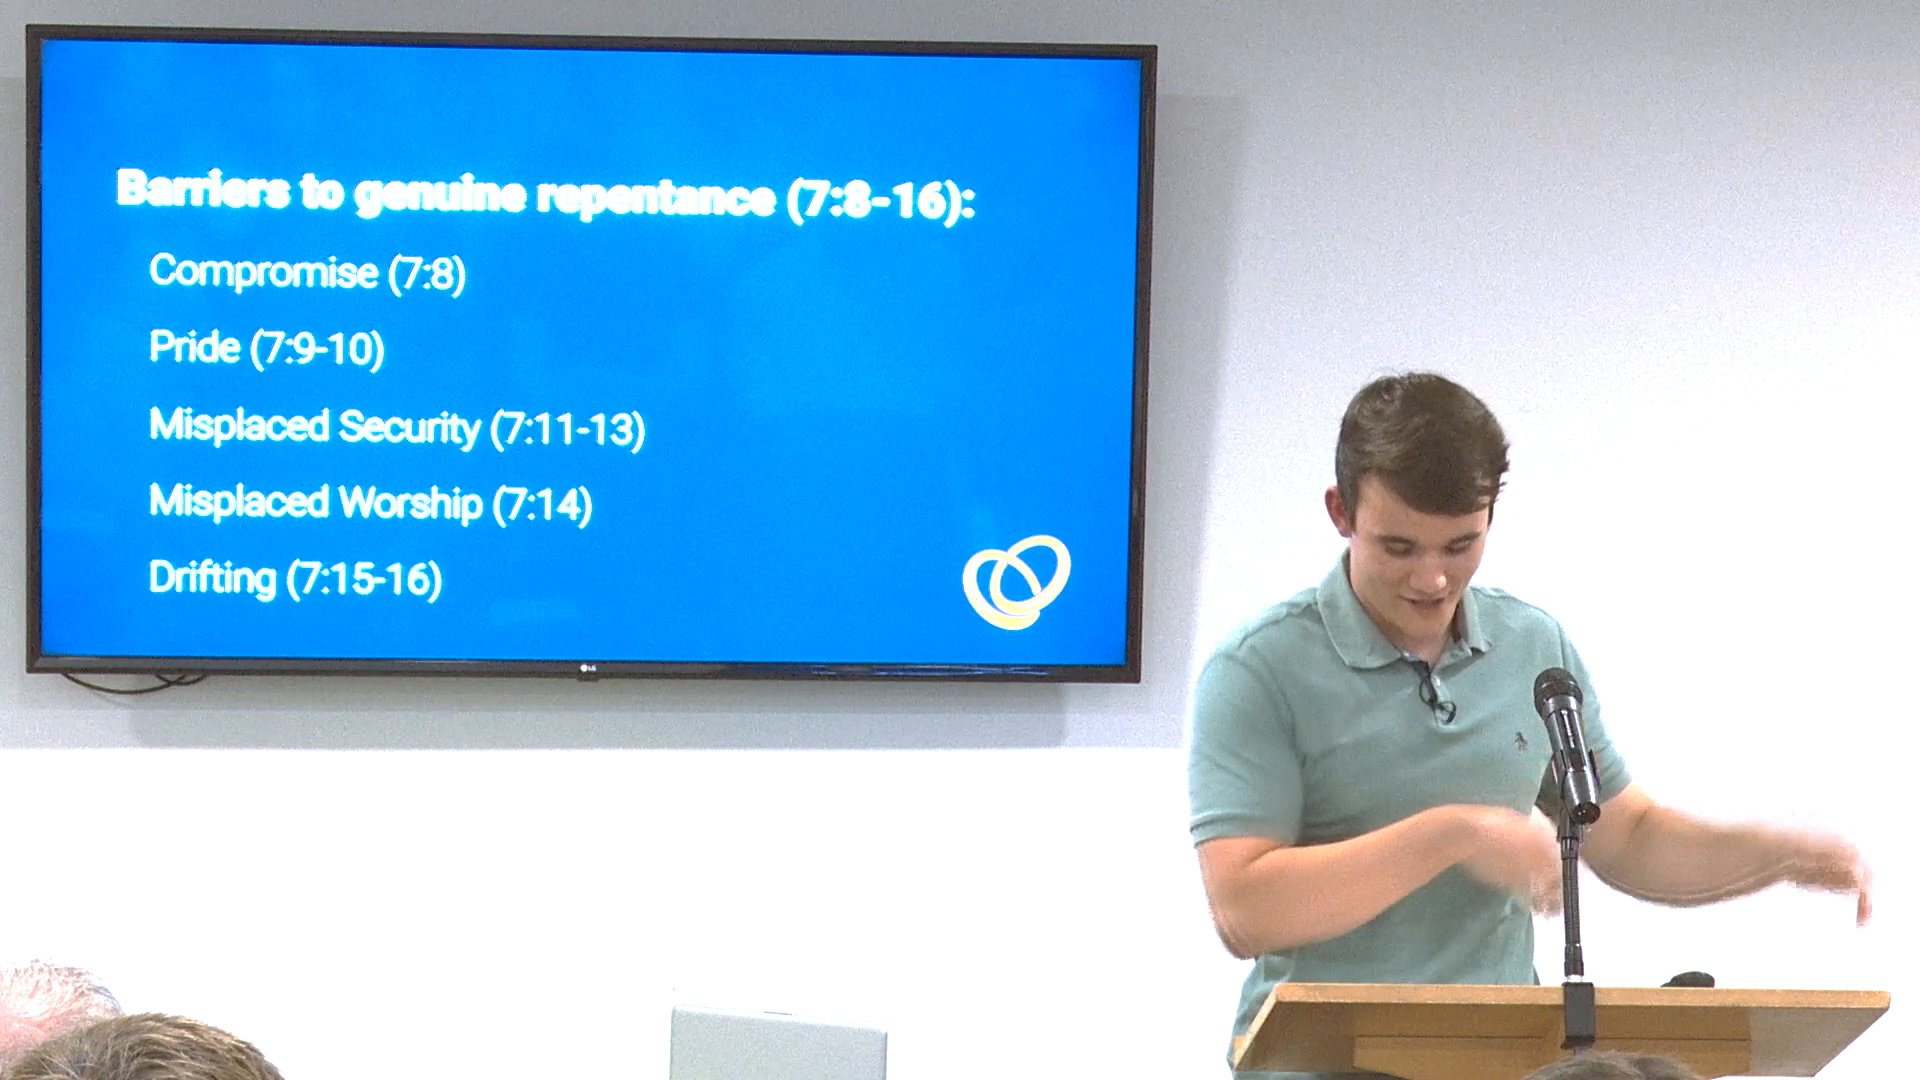 Barriers to genuine repentance (7:8-16):
Compromise (7:8)
Pride (7:9-10)
Misplaced Security (7:11-13)
Misplaced Worship (7:14)
Drifting (7:15-16)
LG